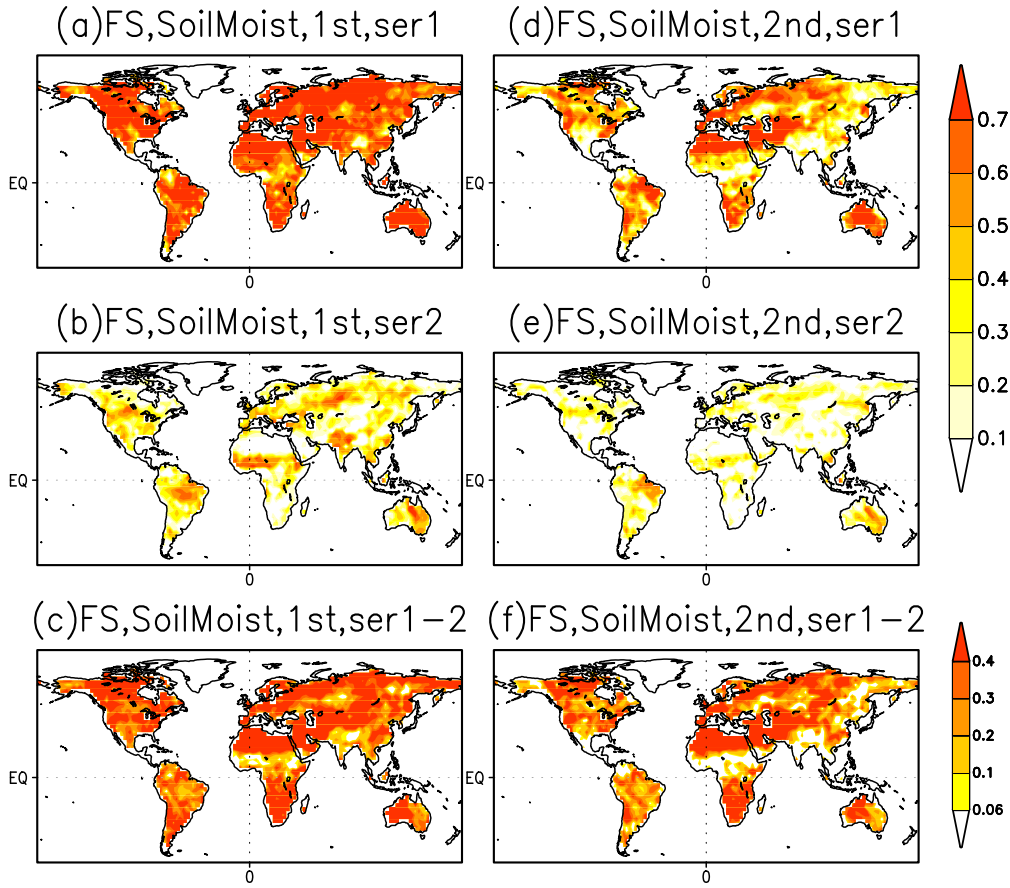 (a)FS,SoilMoist,1st,ser1
(d)FS,SoilMoist,2nd,ser1
EQ
0
0
0.7
0.6
0.5
0.4
0.3
0.2
0.1
(b)FS,SoilMoist,1st,ser2
(e)FS,SoilMoist,2nd,ser2
EQ
0
0
(c)FS,SoilMoist,1st,ser1-2
(f)FS,SoilMoist,2nd,ser1-2
EQ
0
0
0.4
0.3
0.2
0.1
0.06